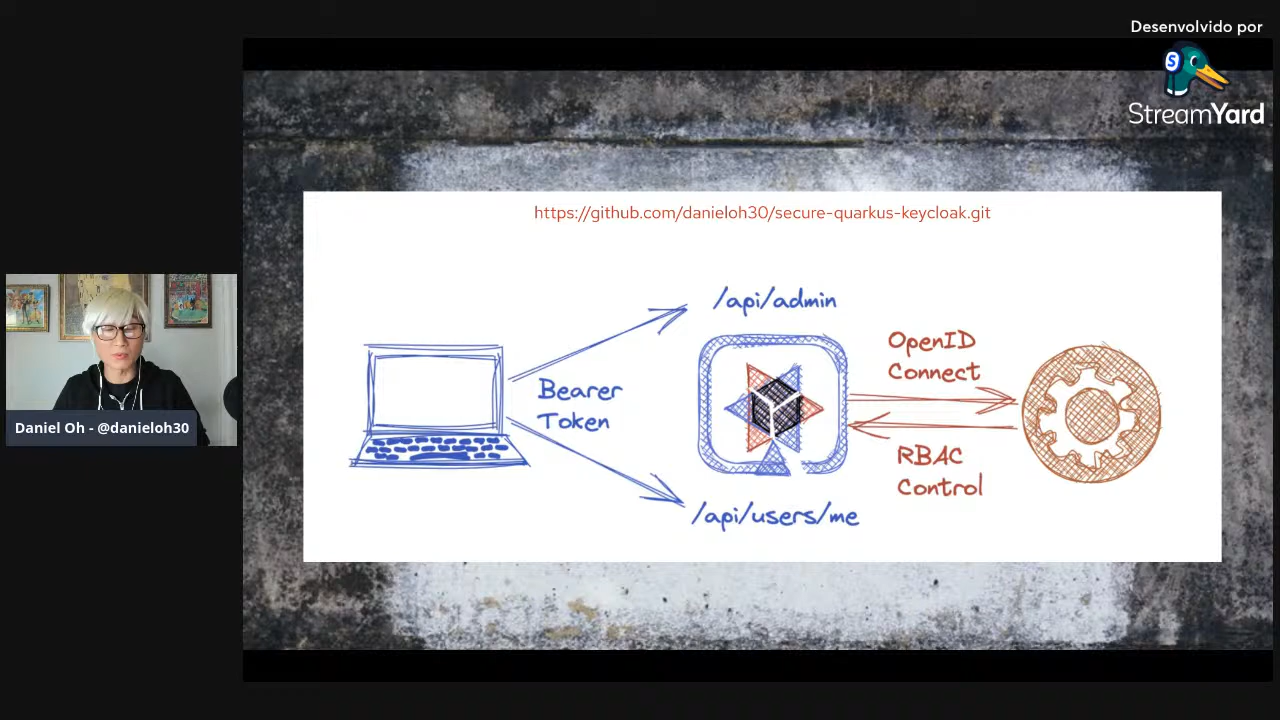 Desenvolvido por
StreamYard
https://github.com/danieloh30/secure-quarkus-keycloak.git
/api/admin
OpenID
Connect
Bearer
Token
RBAC
Control
/api/users/me
Daniel Oh - @danieloh30